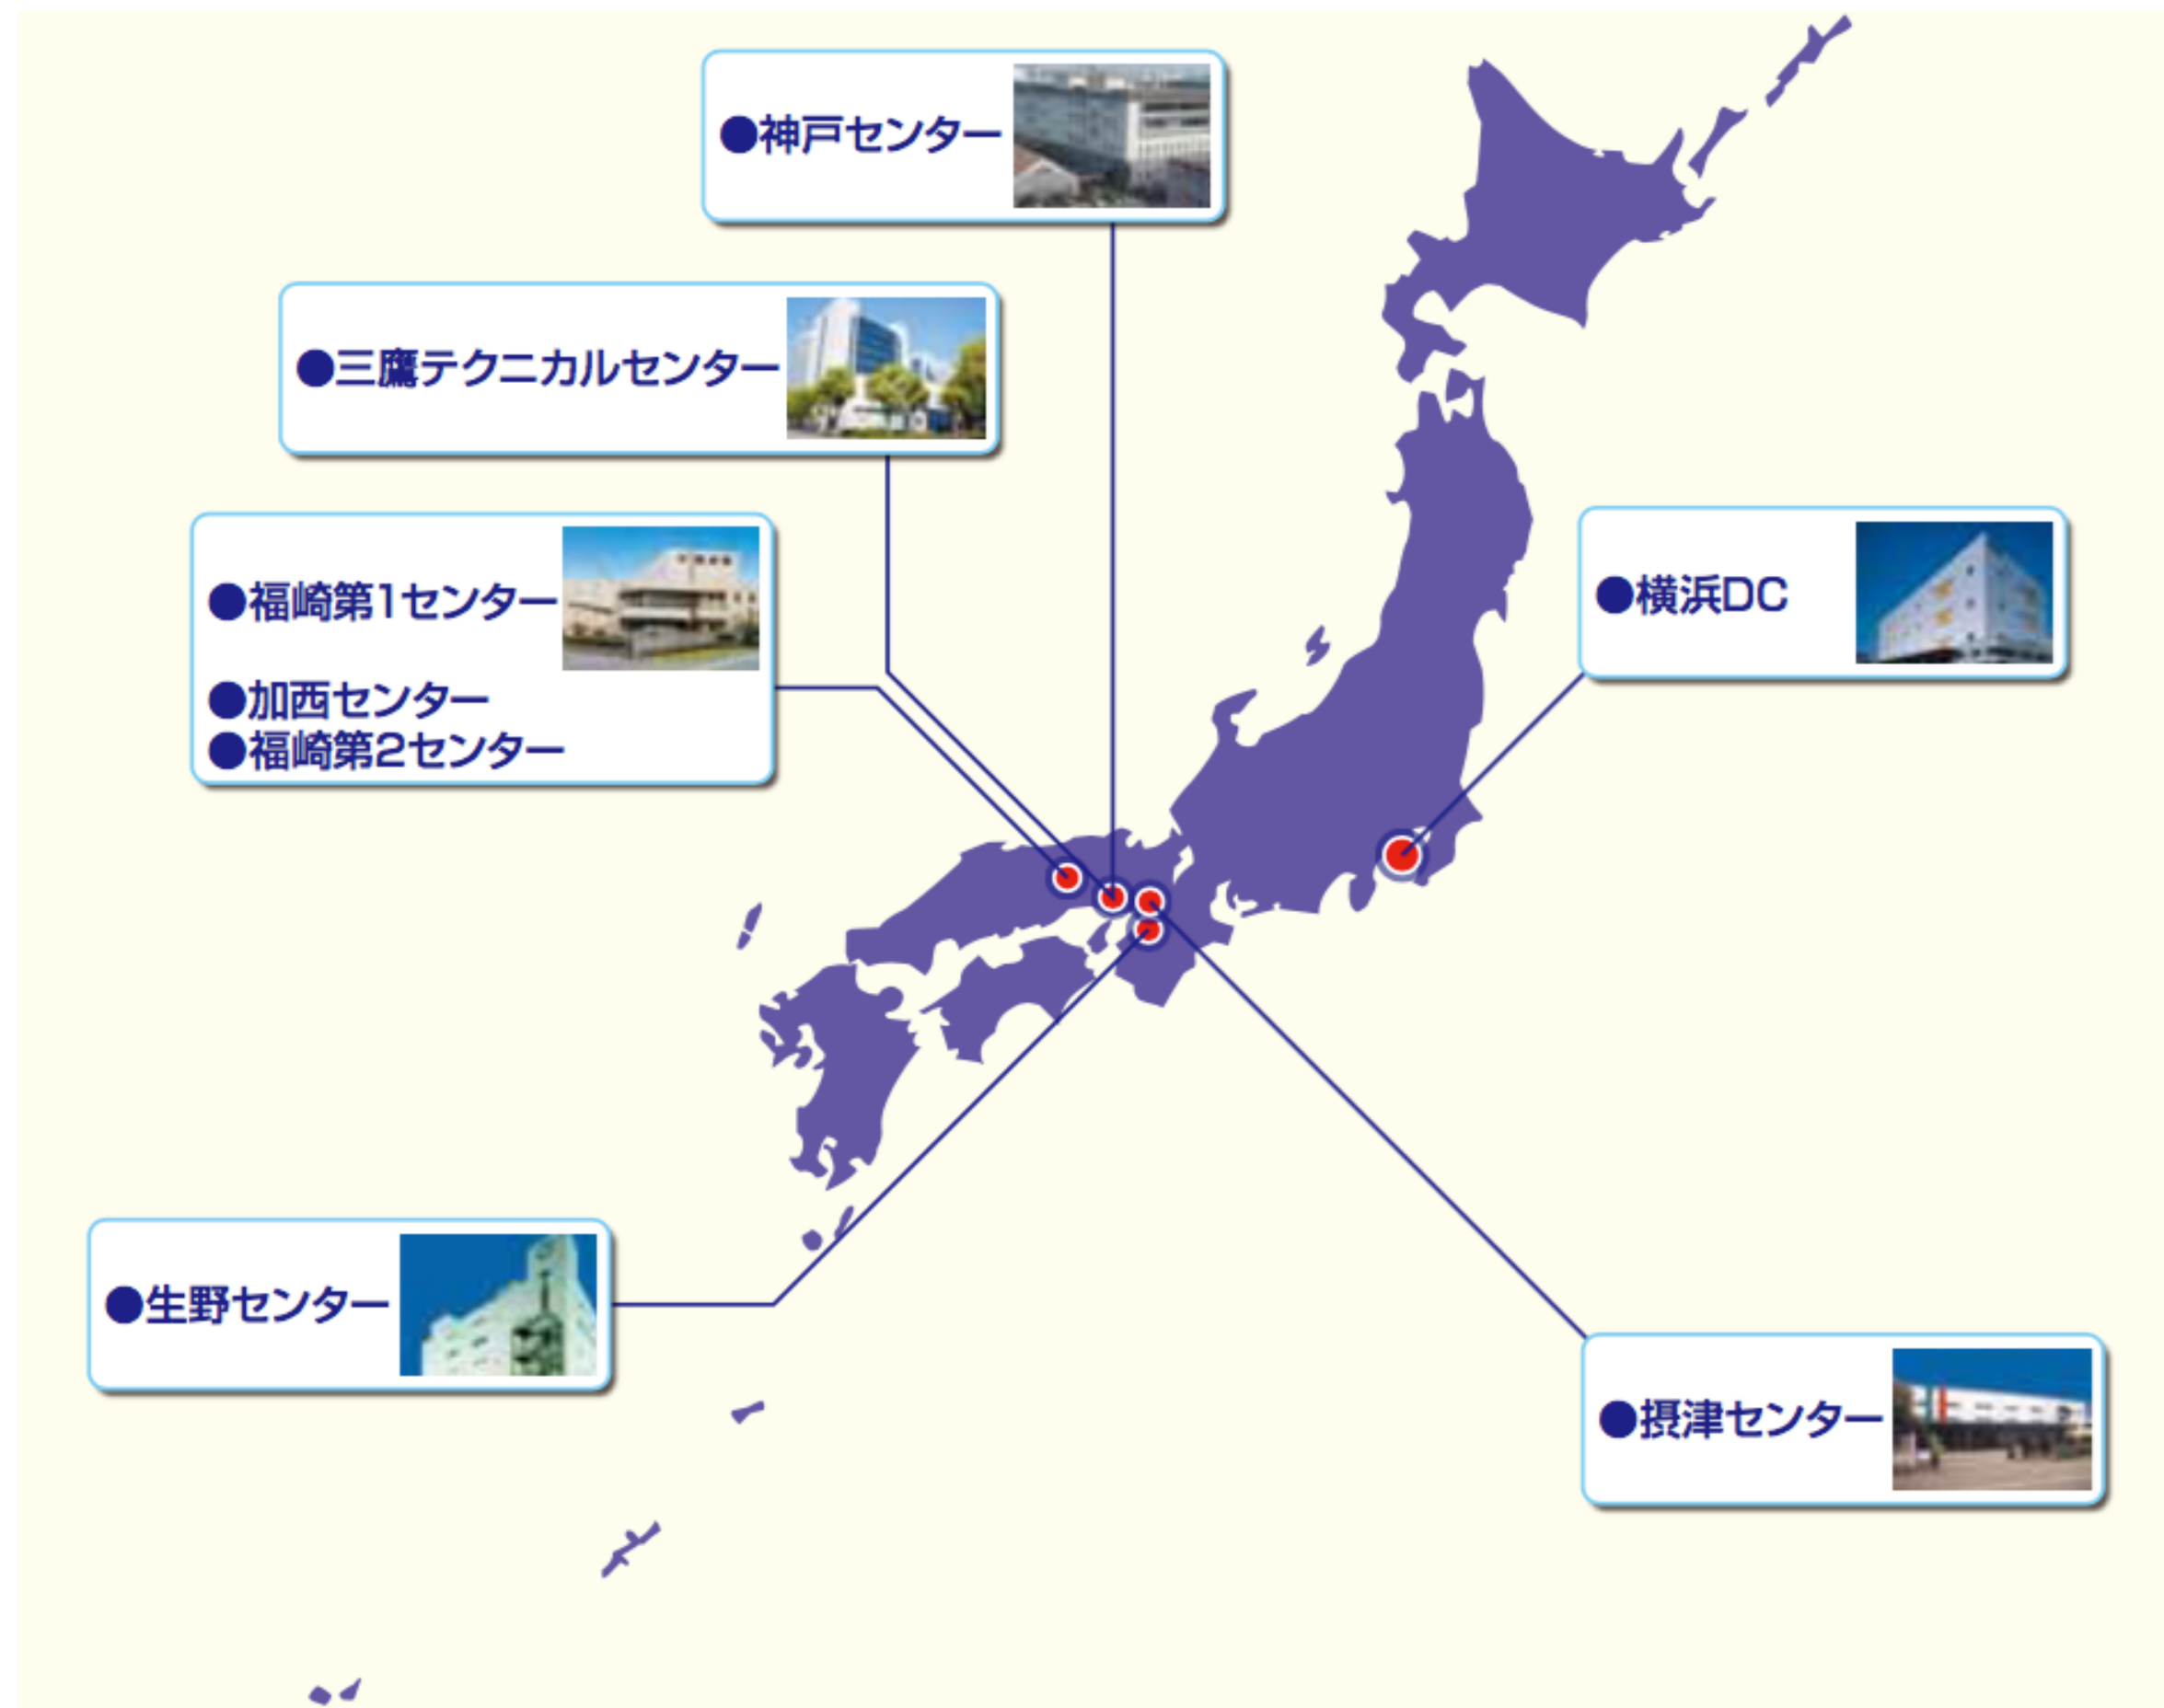 ●神戸センター
●三鷹テクニカルセンター
●福崎第1センター
●加西センター
●福崎第2センター
●横浜DC
●生野センター
●摂津センター